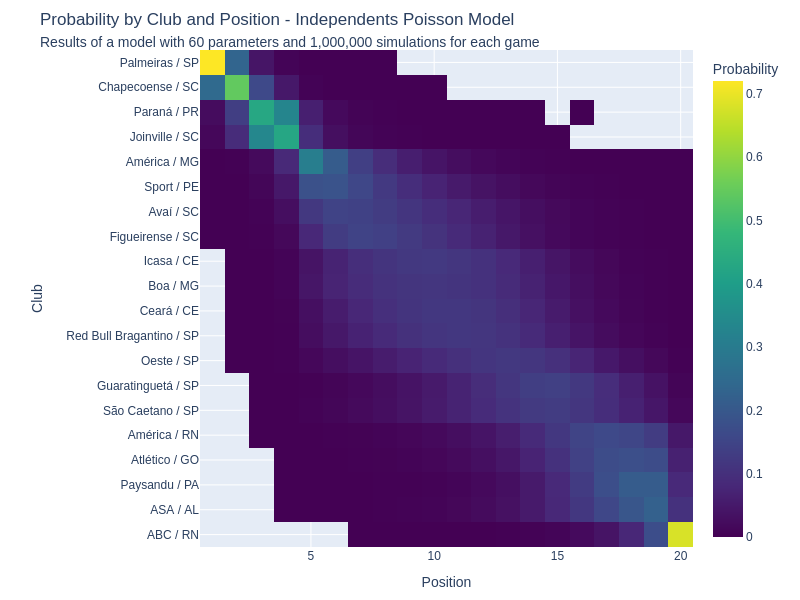 Probability by Club and Position - Independents Poisson Model
Results of a model with 60 parameters and 1,000,000 simulations for each game
Probability
Palmeiras / SP
Chapecoense / SC
Paraná / PR
Joinville / SC
América / MG
Sport / PE
Avaí / SC
Figueirense / SC
Icasa / CE
Boa / MG
Ceará / CE
Red Bull Bragantino / SP
Oeste / SP
Guaratinguetá / SP
São Caetano / SP
América / RN
Atlético / GO
Paysandu / PA
ASA / AL
ABC / RN
Club
5
10
15
20
Position
0.7
0.6
0.5
0.4
0.3
0.2
0.1
0